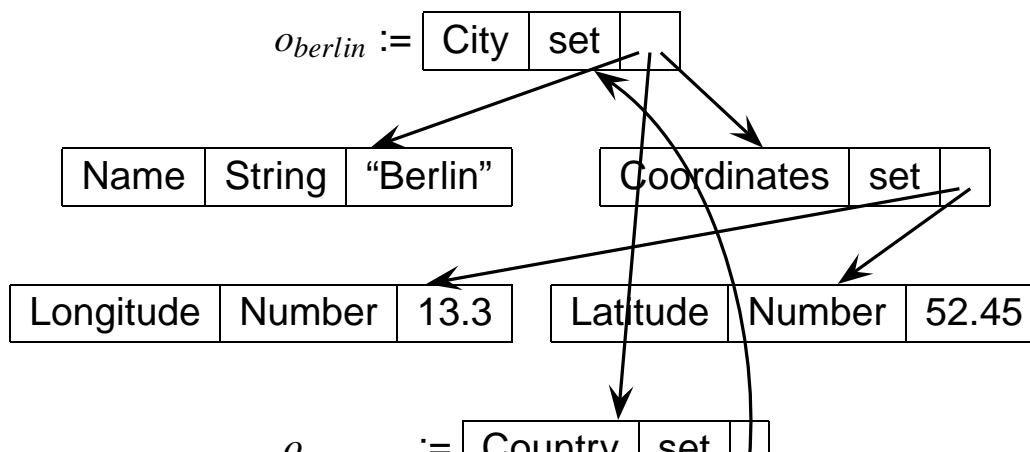 o_berlin := City set
Name String “Berlin” Coordinates set
Longitude Number 13.3 Latitude Number 52.45
o := Country set